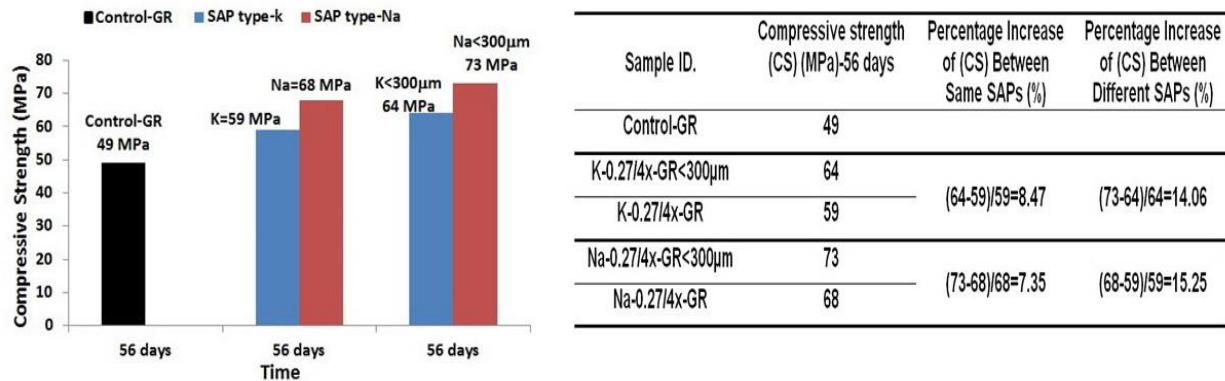 Control-GR SAP type-k SAP type-Na
Compressive Strength (MPa)
80
70
60
50
40
30
20
10
0
Control-GR
49 MPa
K=59 MPa
Na=68 MPa
K<300µm
64 MPa
Na<300µm
73 MPa
56 days 56 days 56 days
Time
Sample ID.
Compressive strength
(CS) (MPa)-56 days
Percentage Increase
of (CS) Between
Same SAPs (%)
Percentage Increase
of (CS) Between
Different SAPs (%)
Control-GR 49
K-0.27/4x-GR<300µm 64
(64-59)/59=8.47 (73-64)/64=14.06
K-0.27/4x-GR 59
Na-0.27/4x-GR<300µm 73
(73-68)/68=7.35 (68-59)/59=15.25
Na-0.27/4x-GR 68